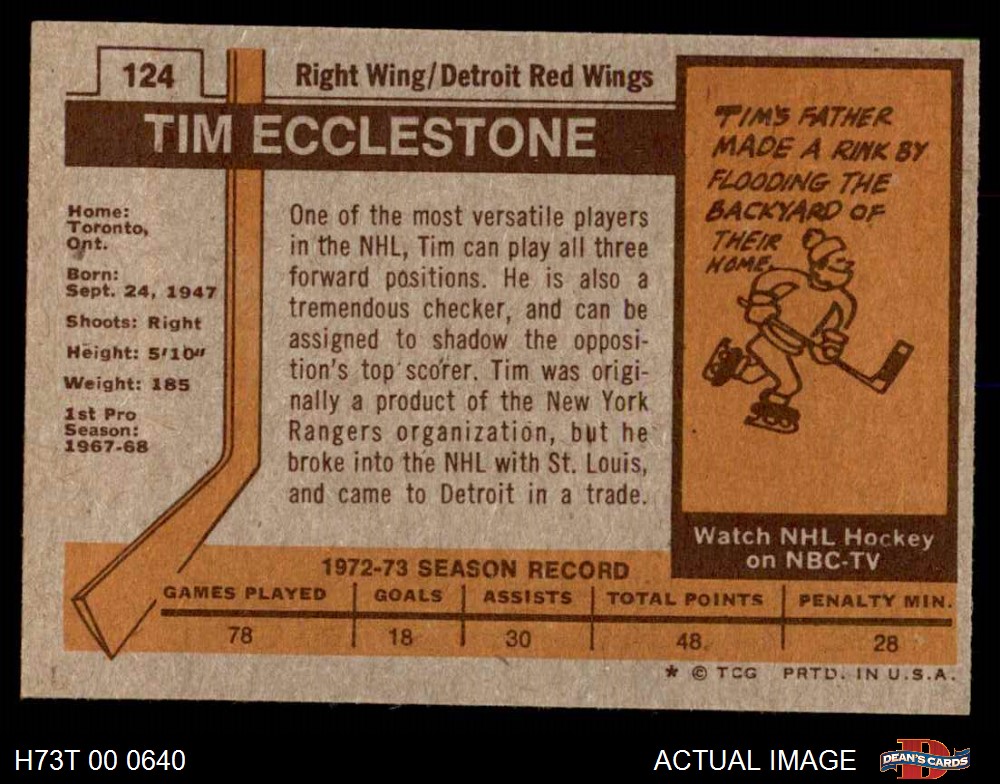 124
Right Wing/Detroit Red Wings
TIM ECCLESTONE
Home:
Toronto,
Ont.
Born:
Sept. 24, 1947
Shoots: Right
Height: 5'10"
Weight: 185
1st Pro
Season:
1967-68
One of the most versatile players
in the NHL, Tim can play all three
forward positions. He is also a
tremendous checker, and can be
assigned to shadow the opposi-
tion's top scorer. Tim was origi-
nally a product of the New York
Rangers organization, but he
broke into the NHL with St. Louis,
and came to Detroit in a trade.
TIM'S FATHER
MADE A RINK BY
FLOODING THE
BACKYARD OF
THEIR
HOME.
Watch NHL Hockey
on NBC-TV
1972-73 SEASON RECORD
GAMES PLAYED GOALS ASSISTS TOTAL POINTS PENALTY MIN.
78 18 30 48 28
* © TCG PRTD. IN U.S.A.
H73T 00 0640
ACTUAL IMAGE
D
DEAN'S CARDS